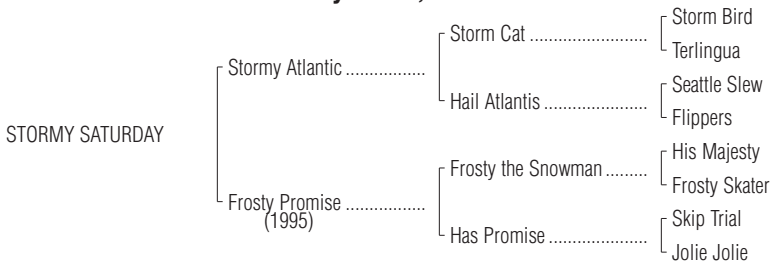 Storm Bird
Storm Cat ........................
Terlingua
Stormy Atlantic .................
Seattle Slew
Hail Atlantis .....................
Flippers
STORMY SATURDAY
His Majesty
Frosty the Snowman .........
Frosty Skater
Frosty Promise .................
(1995)
Skip Trial
Has Promise .....................
Jolie Jolie